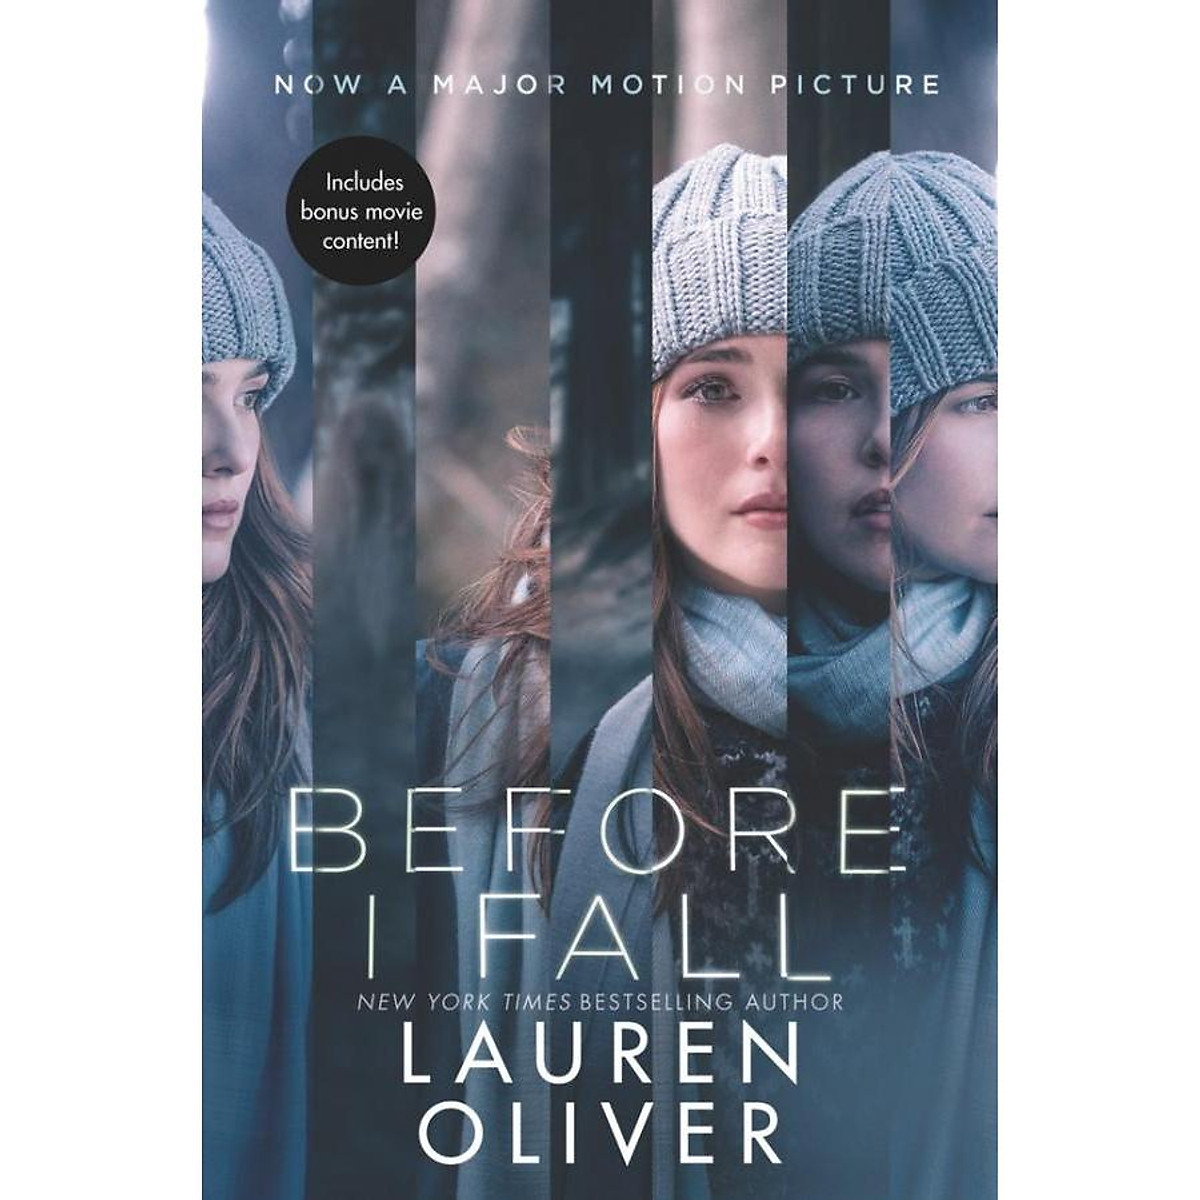 NOW A MAJOR MOTION PICTURE
Includes
bonus movie
content!
BEFORE
I FALL
NEW YORK TIMES BESTSELLING AUTHOR
LAUREN
OLIVER